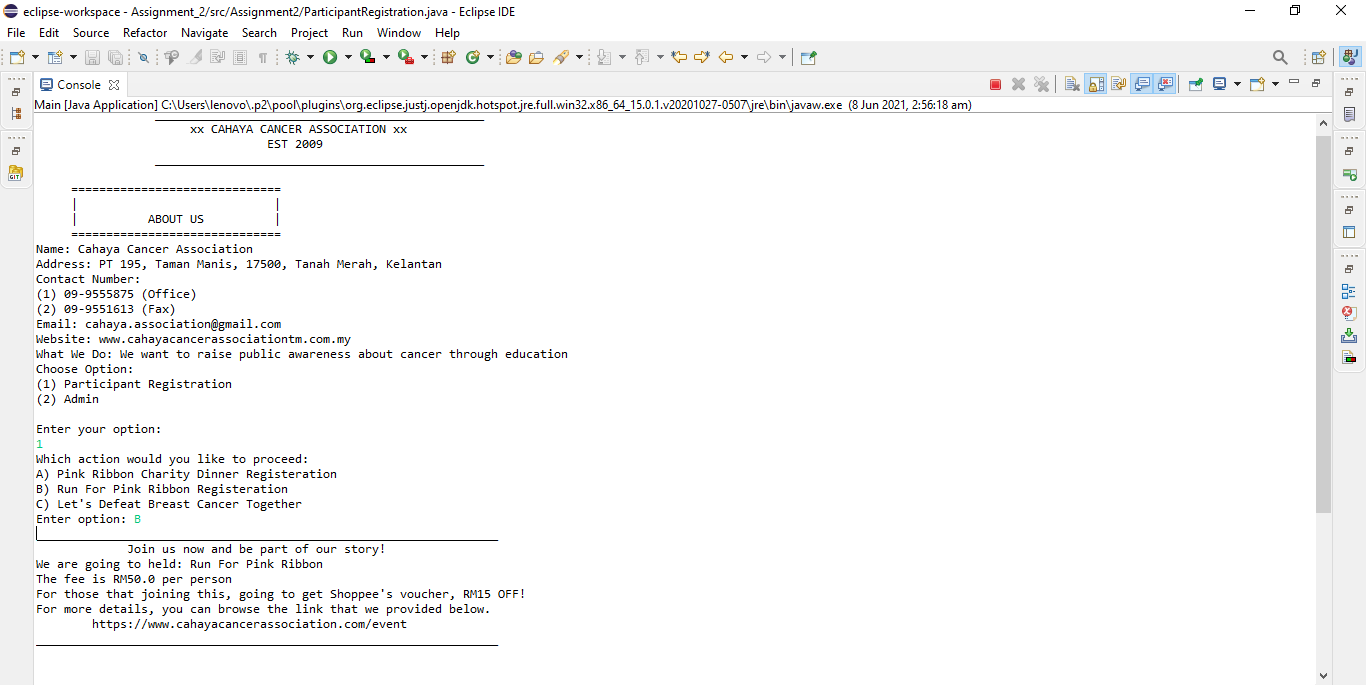 eclipse-workspace - Assignment_2/src/Assignment2/ParticipantRegistration.java - Eclipse IDE
File Edit Source Refactor Navigate Search Project Run Window Help
Console
Main [Java Application] C:\Users\lenovo\.p2\pool\plugins\org.eclipse.justj.openjdk.hotspot.jre.full.win32.x86_64_15.0.1.v20201027-0507\jre\bin\javaw.exe (8 Jun 2021, 2:56:18 am)
xx CAHAYA CANCER ASSOCIATION xx
EST 2009
==============================
| |
| ABOUT US |
==============================
Name: Cahaya Cancer Association
Address: PT 195, Taman Manis, 17500, Tanah Merah, Kelantan
Contact Number:
(1) 09-9555875 (Office)
(2) 09-9551613 (Fax)
Email: cahaya.association@gmail.com
Website: www.cahayacancerassociationtm.com.my
What We Do: We want to raise public awareness about cancer through education
Choose Option:
(1) Participant Registration
(2) Admin
Enter your option:
1
Which action would you like to proceed:
A) Pink Ribbon Charity Dinner Registeration
B) Run For Pink Ribbon Registeration
C) Let's Defeat Breast Cancer Together
Enter option: B
Join us now and be part of our story!
We are going to held: Run For Pink Ribbon
The fee is RM50.0 per person
For those that joining this, going to get Shoppee's voucher, RM15 OFF!
For more details, you can browse the link that we provided below.
https://www.cahayacancerassociation.com/event